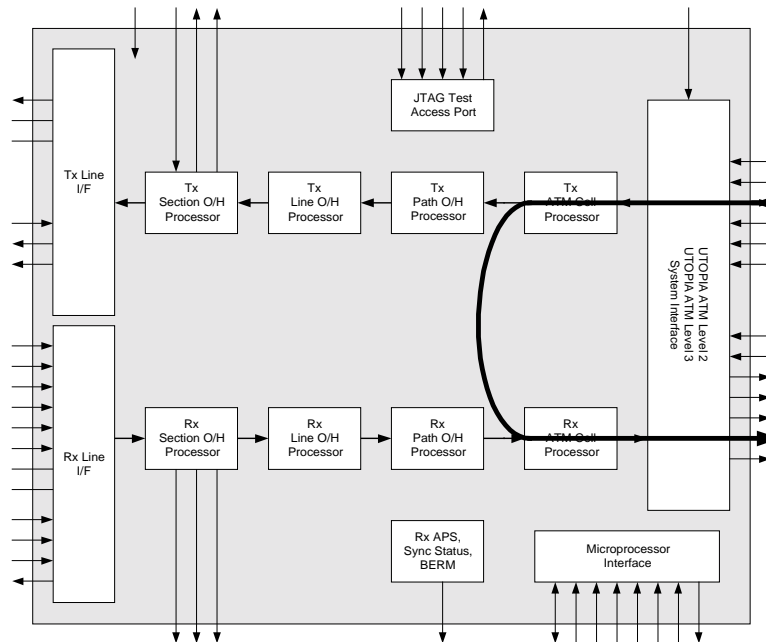 JTAG Test
Access Port
Tx Line
I/F
Tx
Section O/H
Processor
Tx
Line O/H
Processor
Tx
Path O/H
Processor
Tx
ATM Cell
Processor
UTOPIA ATM Level 2
UTOPIA ATM Level 3
System Interface
Rx Line
I/F
Rx
Section O/H
Processor
Rx
Line O/H
Processor
Rx
Path O/H
Processor
Rx
ATM Cell
Processor
Rx APS,
Sync Status,
BERM
Microprocessor
Interface